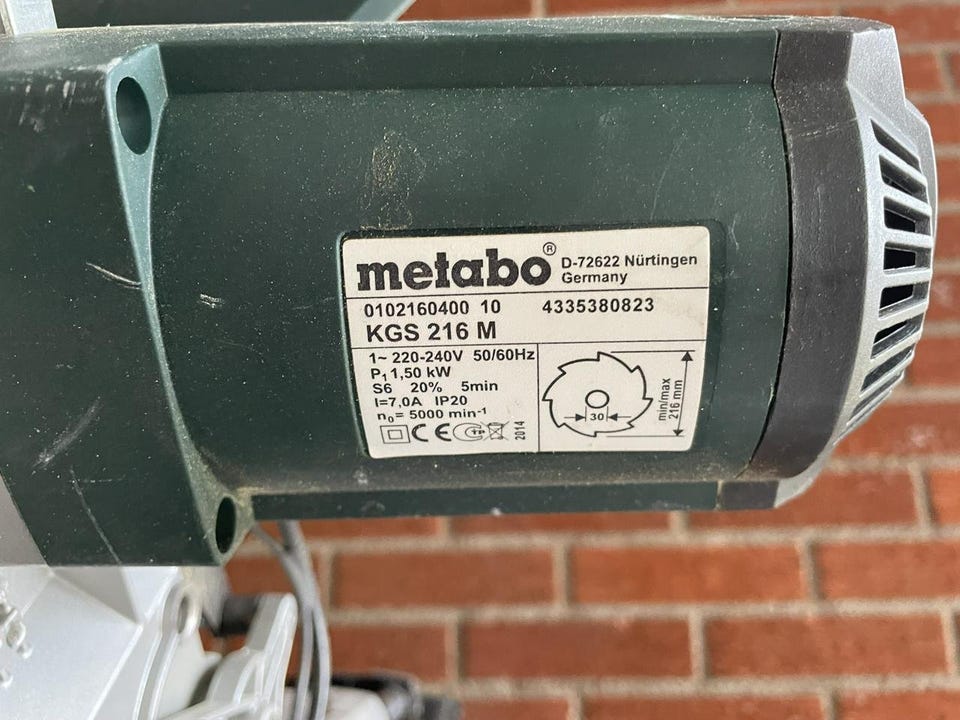 metabo® D-72622 Nürtingen
Germany
0102160400 10 4335380823
KGS 216 M
1~ 220-240V 50/60Hz
P1 1,50 kW
S6 20% 5min
I=7,0A IP20
n0= 5000 min-1
CE
2014
30
min/max
216 mm